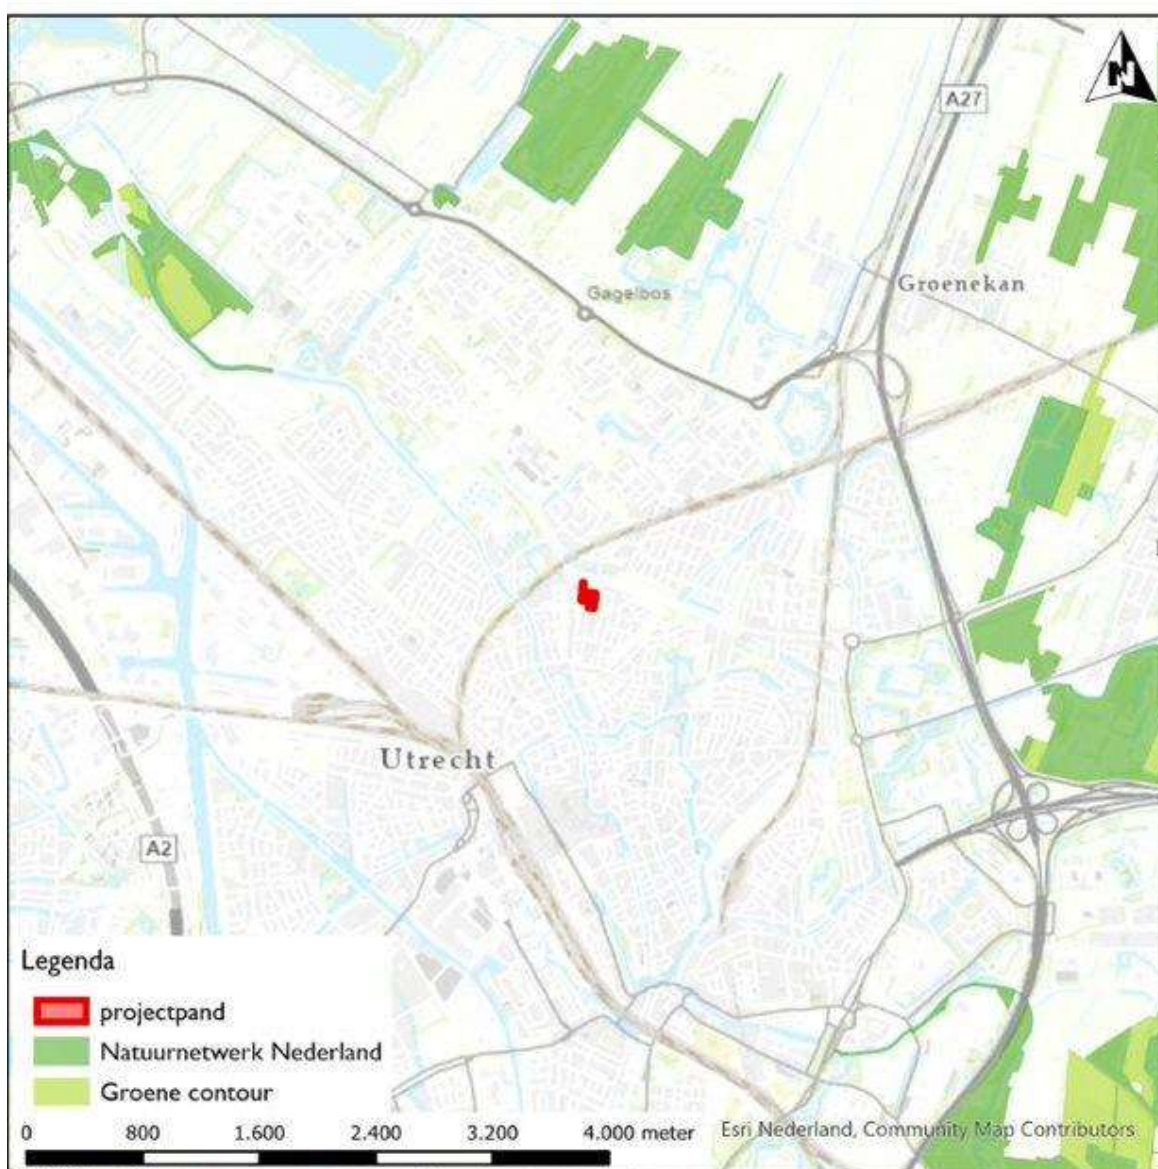 N
A27
Groenekan
Gagelbos
Utrecht
A2
Legenda
projectpand
Natuurnetwerk Nederland
Groene contour
0 800 1.600 2.400 3.200 4.000 meter
Esri Nederland, Community Map Contributors